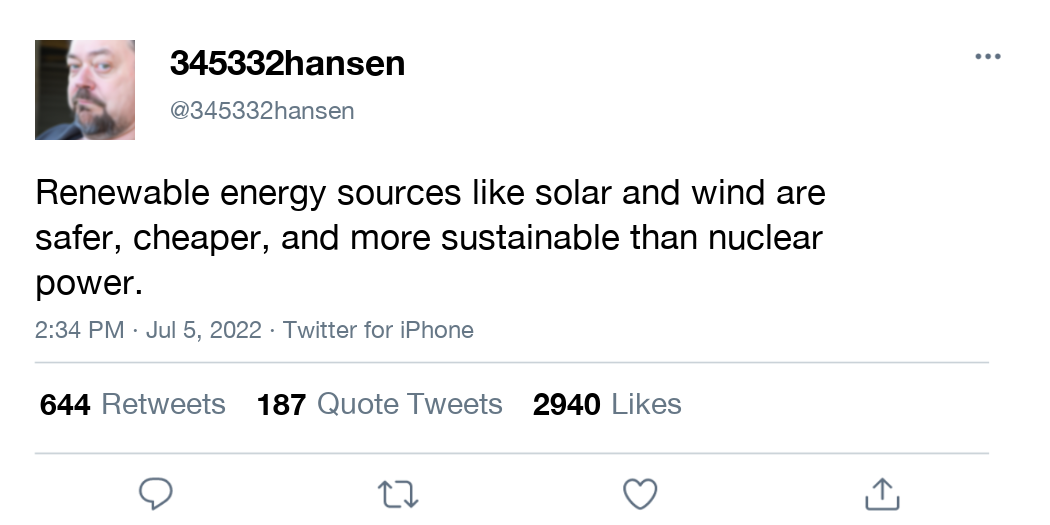 345332hansen
@345332hansen
Renewable energy sources like solar and wind are
safer, cheaper, and more sustainable than nuclear
power.
2:34 PM · Jul 5, 2022 · Twitter for iPhone
644 Retweets 187 Quote Tweets 2940 Likes